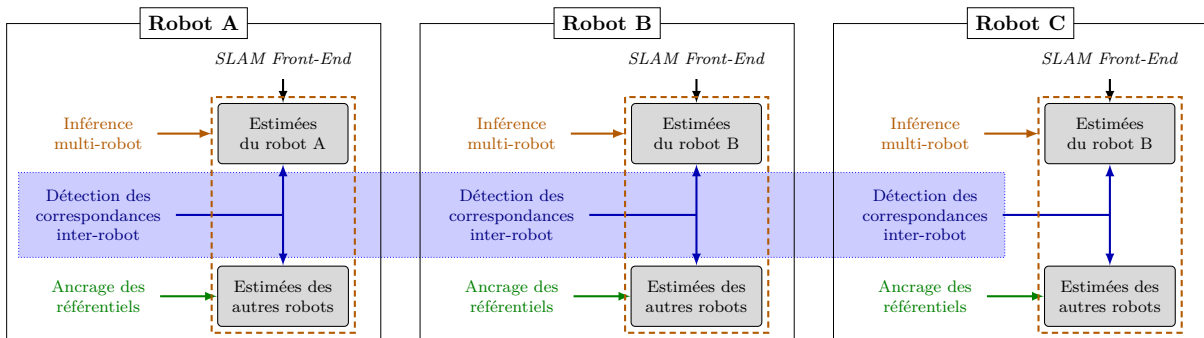 Robot A
SLAM Front-End
Inférence
multi-robot
Estimées
du robot A
Détection des
correspondances
inter-robot
Ancrage des
référentiels
Estimées des
autres robots
Robot B
SLAM Front-End
Inférence
multi-robot
Estimées
du robot B
Détection des
correspondances
inter-robot
Ancrage des
référentiels
Estimées des
autres robots
Robot C
SLAM Front-End
Inférence
multi-robot
Estimées
du robot B
Détection des
correspondances
inter-robot
Ancrage des
référentiels
Estimées des
autres robots